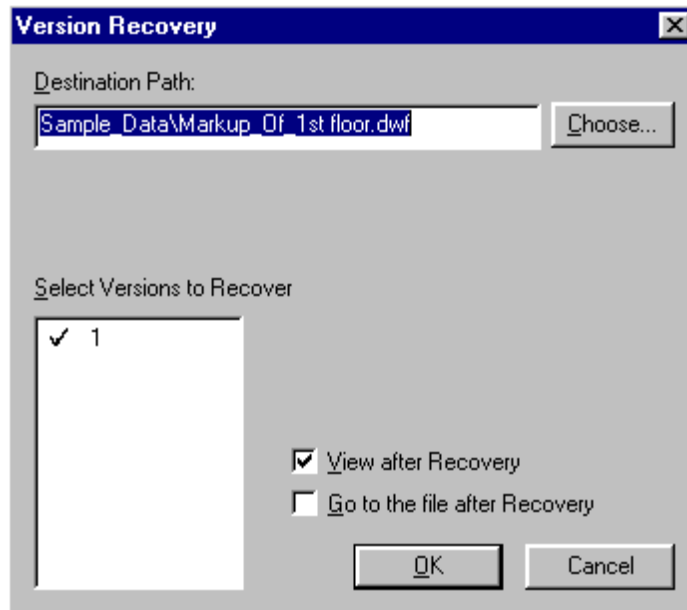 Version Recovery
Destination Path:
Sample_Data\Markup_Of_1st floor.dwf
Choose...
Select Versions to Recover
1
View after Recovery
Go to the file after Recovery
OK
Cancel